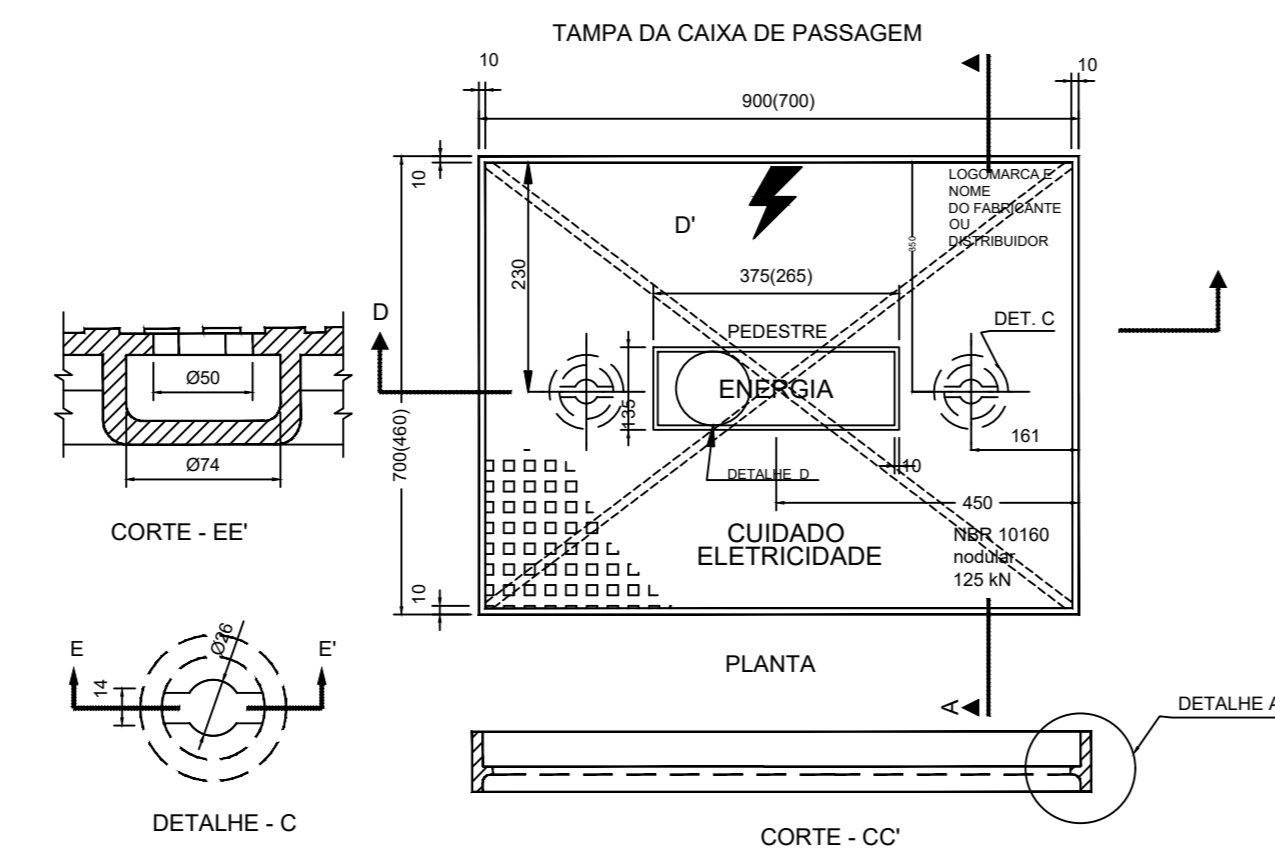 TAMPA DA CAIXA DE PASSAGEM
10
10
900(700)
10
LOGOMARCA E
NOME
DO FABRICANTE
OU
DISTRIBUIDOR
D'
230
350
375(265)
D
DET. C
PEDESTRE
ENERGIA
135
Ø50
161
Ø74
700(460)
10
DETALHE D
450
CORTE - EE'
CUIDADO
ELETRICIDADE
NBR 10160
nodular
125 kN
10
Ø26
E
E'
14
PLANTA
A
DETALHE A
DETALHE - C
CORTE - CC'